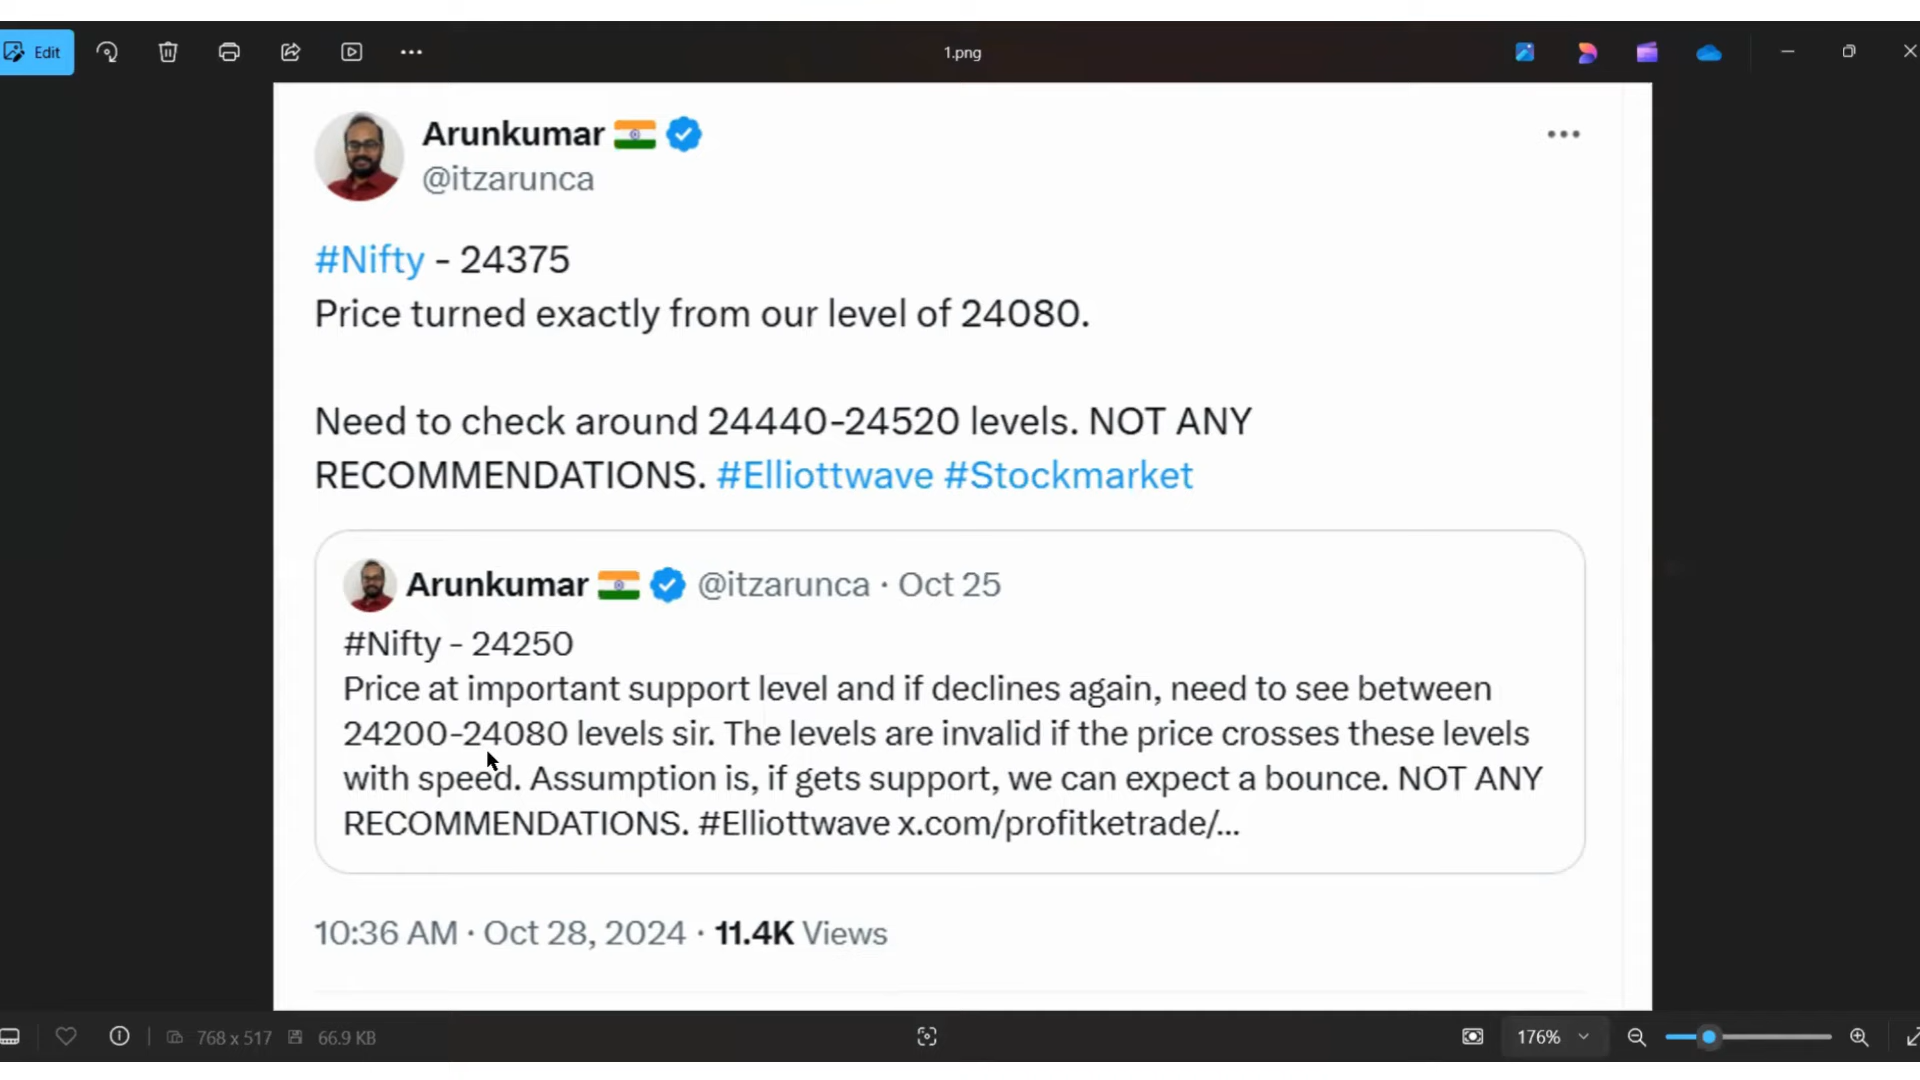 Edit
1.png
Arunkumar
@itzarunca
#Nifty - 24375
Price turned exactly from our level of 24080.
Need to check around 24440-24520 levels. NOT ANY
RECOMMENDATIONS. #Elliottwave #Stockmarket
Arunkumar @itzarunca · Oct 25
#Nifty - 24250
Price at important support level and if declines again, need to see between
24200-24080 levels sir. The levels are invalid if the price crosses these levels
with speed. Assumption is, if gets support, we can expect a bounce. NOT ANY
RECOMMENDATIONS. #Elliottwave x.com/profitketrade/...
10:36 AM · Oct 28, 2024 · 11.4K Views
768 x 517 66.9 KB 176%